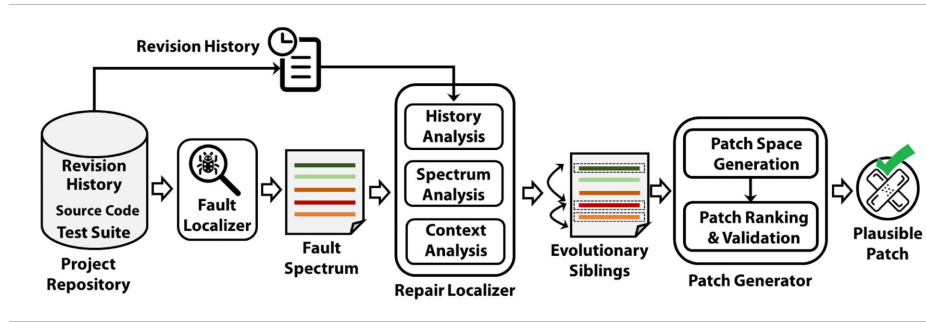 Revision History
Revision
History
Source Code
Test Suite
Project
Repository
Fault
Localizer
Fault
Spectrum
History
Analysis
Spectrum
Analysis
Context
Analysis
Repair Localizer
Evolutionary
Siblings
Patch Space
Generation
Patch Ranking
& Validation
Patch Generator
Plausible
Patch